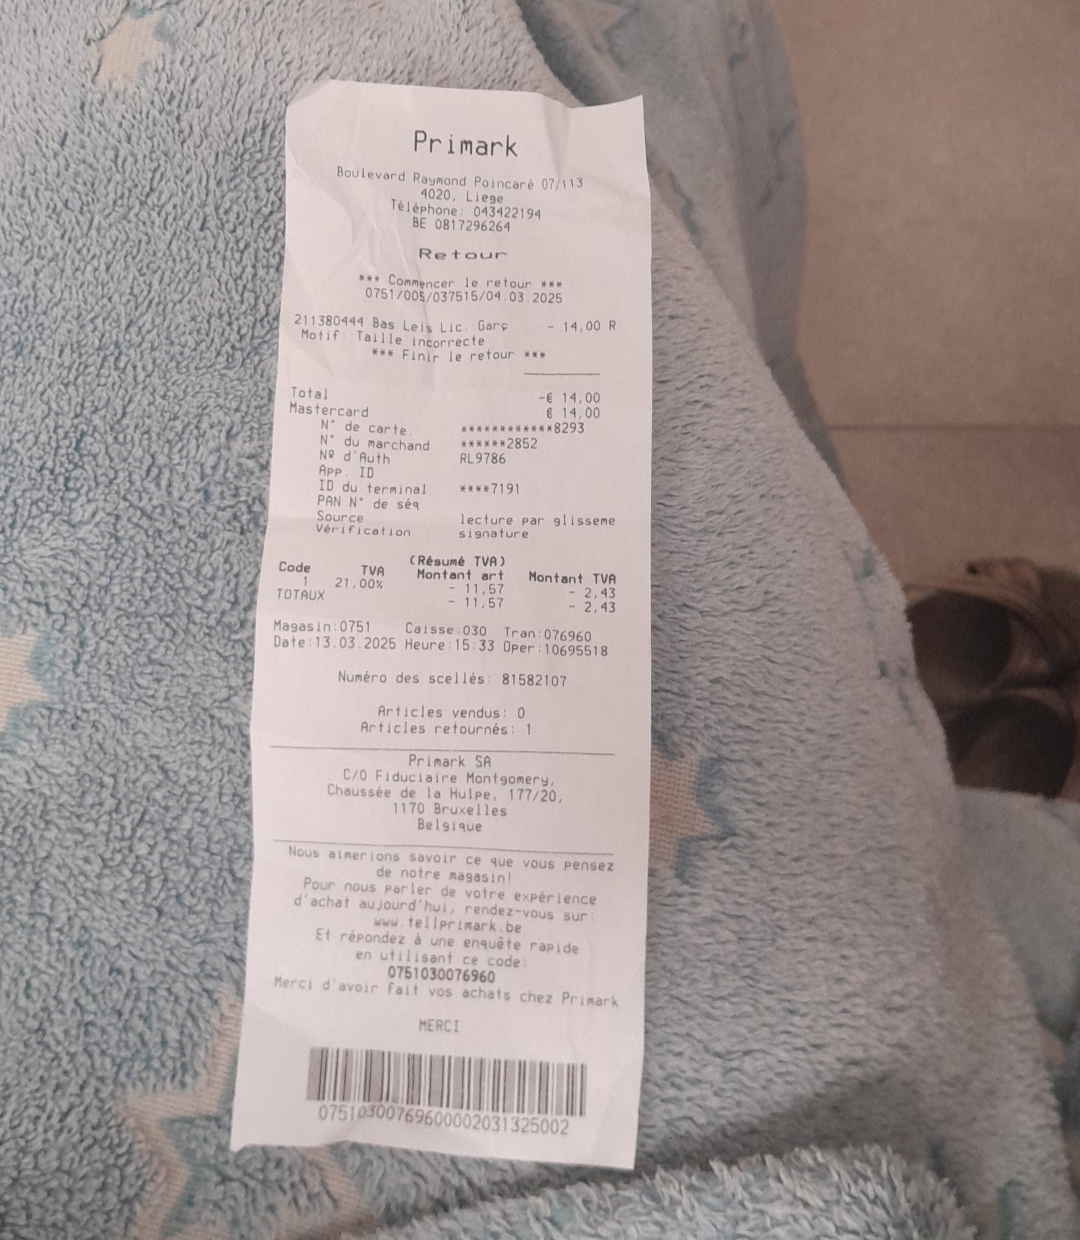 Primark
Boulevard Raymond Poincaré 07/113
4020, Liege
Téléphone: 043422194
BE 0817296264
Retour
*** Commencer le retour ***
0751/005/037515/04.03.2025
211380444 Bas Leis Lic. Garç - 14,00 R
Motif: Taille incorrecte
*** Finir le retour ***
Total -€ 14,00
Mastercard € 14,00
N° de carte. ************8293
N° du marchand ******2852
Nº d'Auth RL9786
App. ID
ID du terminal ****7191
PAN N° de séq
Source lecture par glisseme
Vérification signature
(Résumé TVA)
Code TVA Montant art Montant TVA
1 21,00% - 11,57 - 2,43
TOTAUX - 11,57 - 2,43
Magasin:0751 Caisse:030 Tran:076960
Date:13.03.2025 Heure:15:33 Oper:10695518
Numéro des scellés: 81582107
Articles vendus: 0
Articles retournés: 1
Primark SA
C/O Fiduciaire Montgomery,
Chaussée de la Hulpe, 177/20,
1170 Bruxelles
Belgique
Nous aimerions savoir ce que vous pensez
de notre magasin!
Pour nous parler de votre expérience
d'achat aujourd'hui, rendez-vous sur:
www.tellprimark.be
Et répondez à une enquête rapide
en utilisant ce code:
0751030076960
Merci d'avoir fait vos achats chez Primark
MERCI
07510300769600002031325002